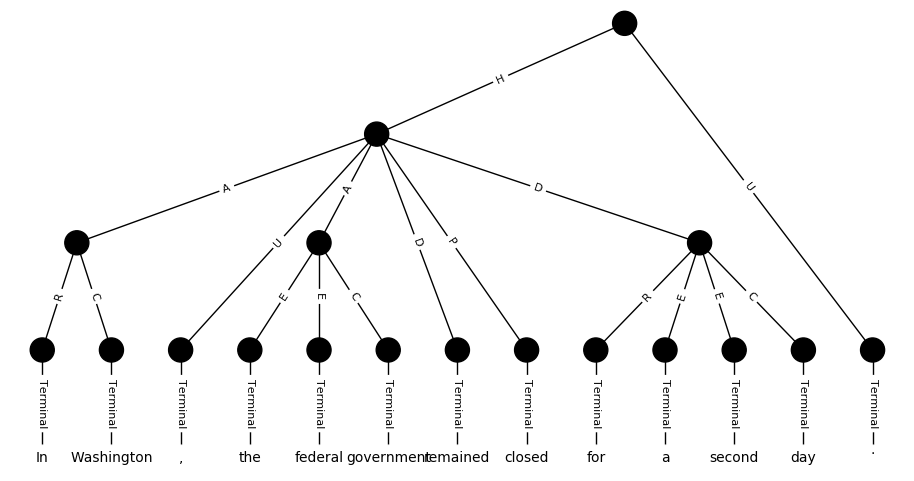 H
A D U
U A D P
R C E E C R E E C
Terminal Terminal Terminal Terminal Terminal Terminal Terminal Terminal Terminal Terminal Terminal Terminal Terminal
In Washington , the federal government remained closed for a second day .